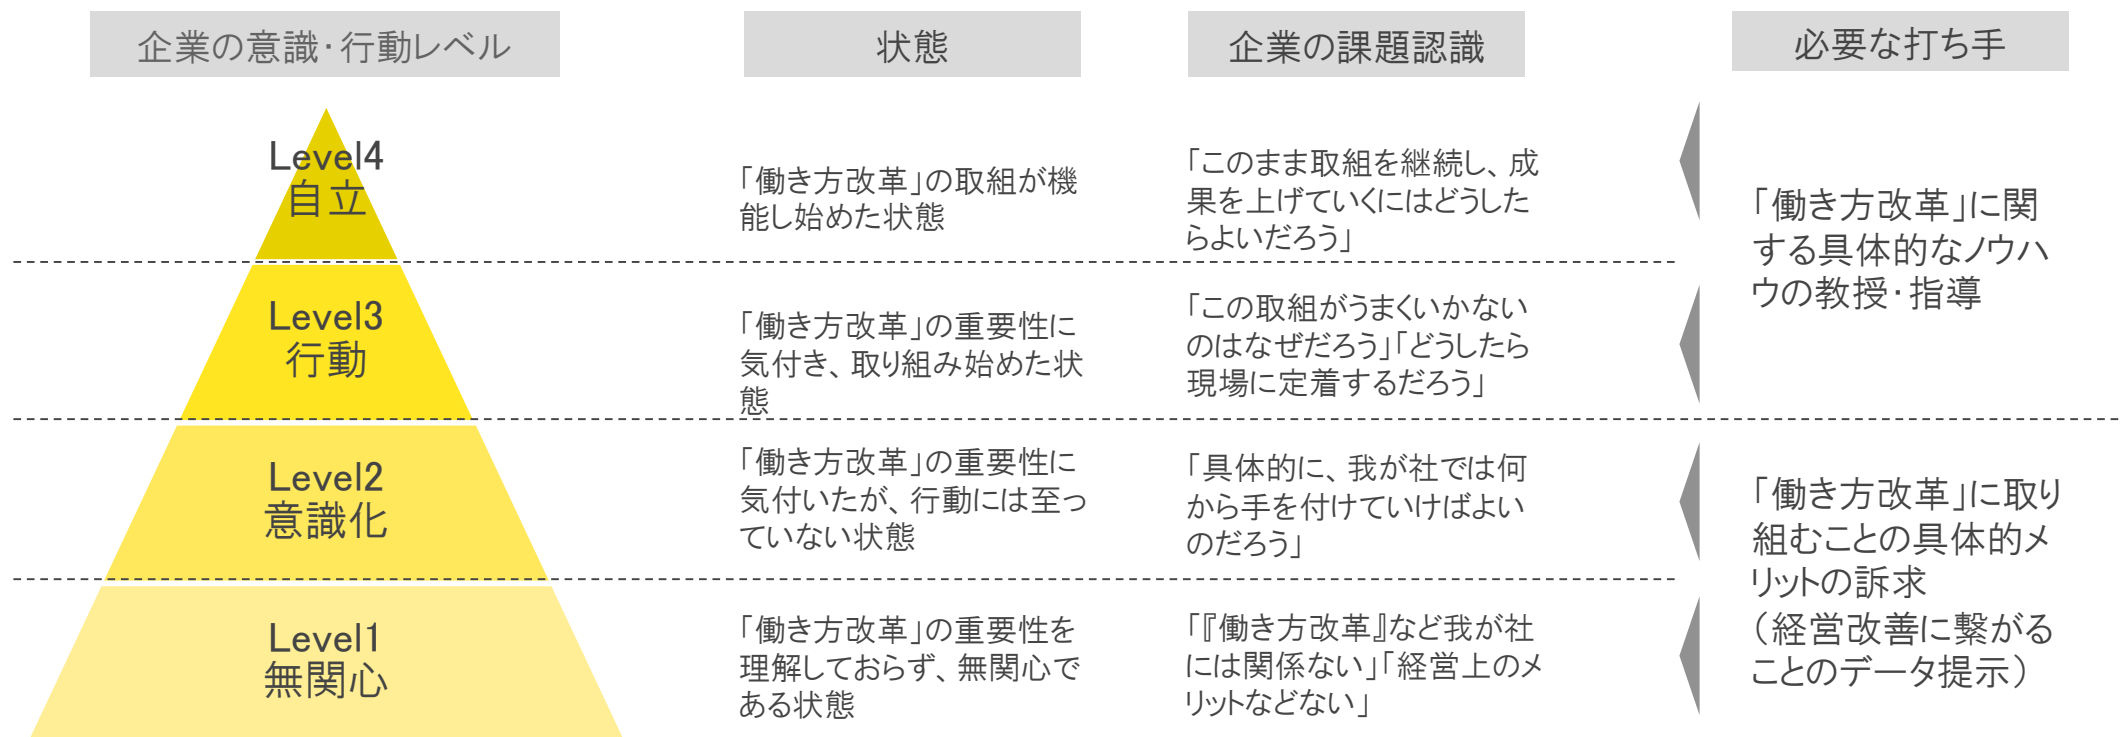 企業の意識・行動レベル
状態
企業の課題認識
必要な打ち手
Level4
自立
「働き方改革」の取組が機
能し始めた状態
「このまま取組を継続し、成
果を上げていくにはどうした
らよいだろう」
「働き方改革」に関
する具体的なノウハ
ウの教授・指導
Level3
行動
「働き方改革」の重要性に
気付き、取り組み始めた状
態
「この取組がうまくいかない
のはなぜだろう」「どうしたら
現場に定着するだろう」
Level2
意識化
「働き方改革」の重要性に
気付いたが、行動には至っ
ていない状態
「具体的に、我が社では何
から手を付けていけばよい
のだろう」
「働き方改革」に取り
組むことの具体的メ
リットの訴求
（経営改善に繋がる
ことのデータ提示）
Level1
無関心
「働き方改革」の重要性を
理解しておらず、無関心で
ある状態
「『働き方改革』など我が社
には関係ない」「経営上のメ
リットなどない」